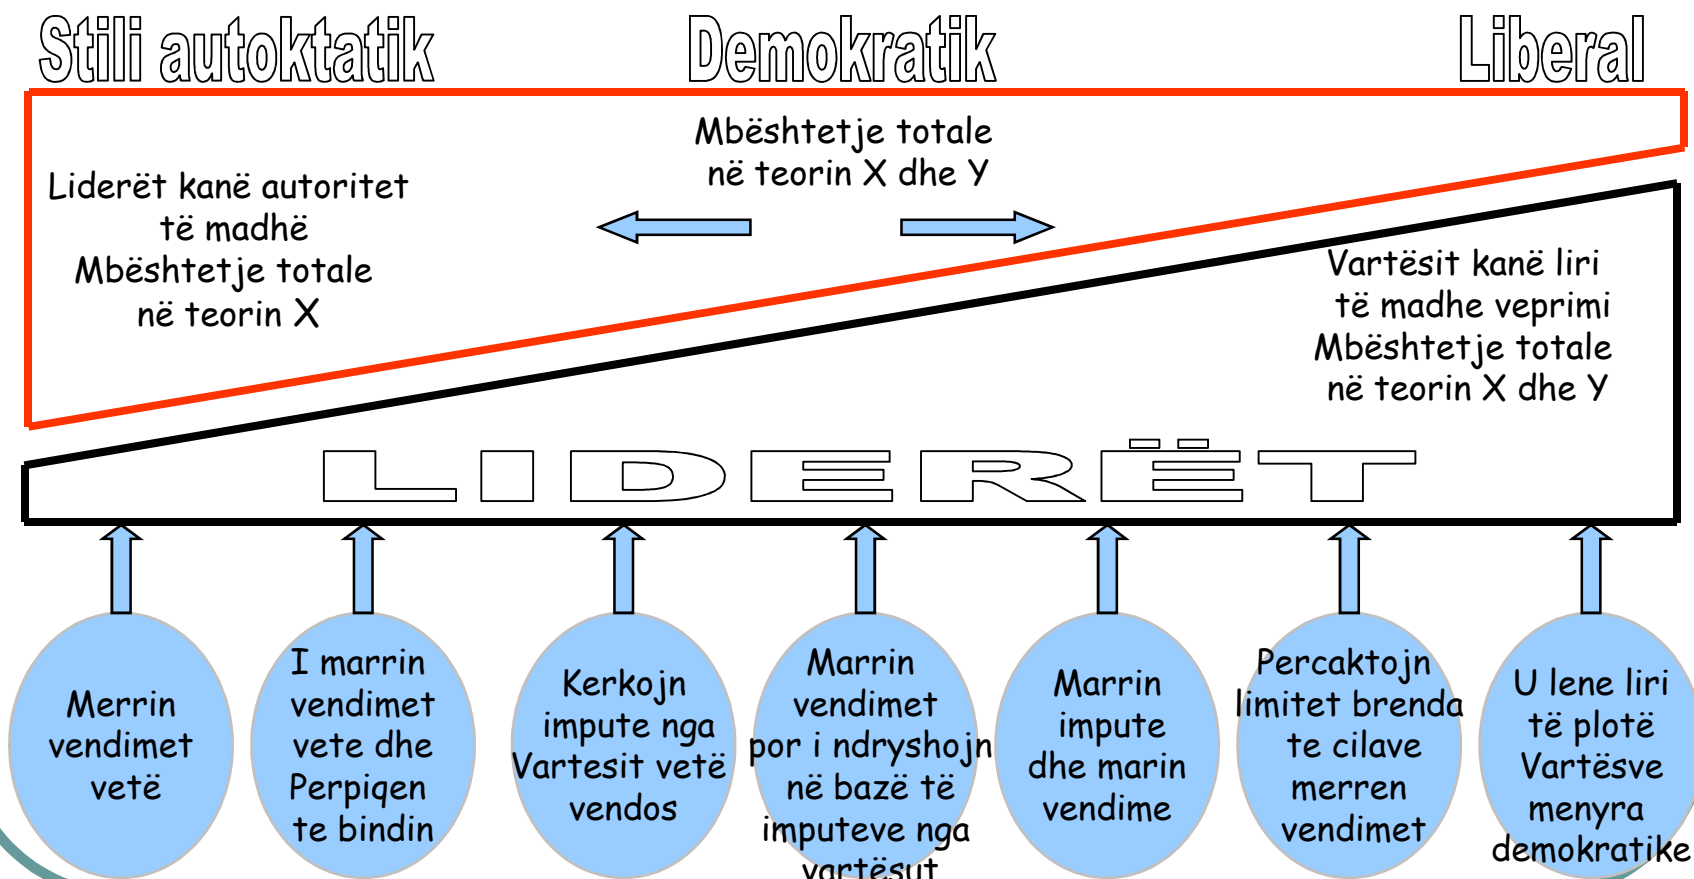 Stili autoktatik
Demokratik
Liberal
Mbështetje totale
në teorin X dhe Y
Liderët kanë autoritet
të madhë
Mbështetje totale
në teorin X
Vartësit kanë liri
të madhe veprimi
Mbështetje totale
në teorin X dhe Y
LIDERËT
Merrin
vendimet
vetë
I marrin
vendimet
vete dhe
Perpiqen
te bindin
Kerkojn
impute nga
Vartesit vetë
vendos
Marrin
vendimet
por i ndryshojn
në bazë të
imputeve nga
vartësut
Marrin
impute
dhe marin
vendime
Percaktojn
limitet brenda
te cilave
merren
vendimet
U lene liri
të plotë
Vartësve
menyra
demokratike